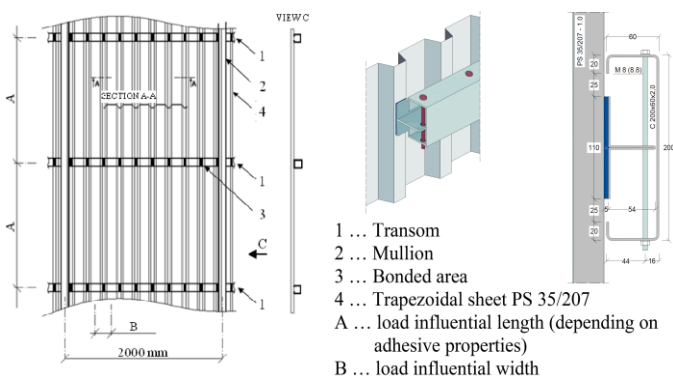 VIEW C
1
2
4
A
A
A
A
SECTION A-A
1
3
A
C
1
B
2000 mm
1 … Transom
2 … Mullion
3 … Bonded area
4 … Trapezoidal sheet PS 35/207
A … load influential length (depending on
adhesive properties)
B … load influential width
PS 35/207 - 1.0
60
20
25
M 8 (8.8)
C 200x60x2,0
110
200
5
54
25
20
44
16